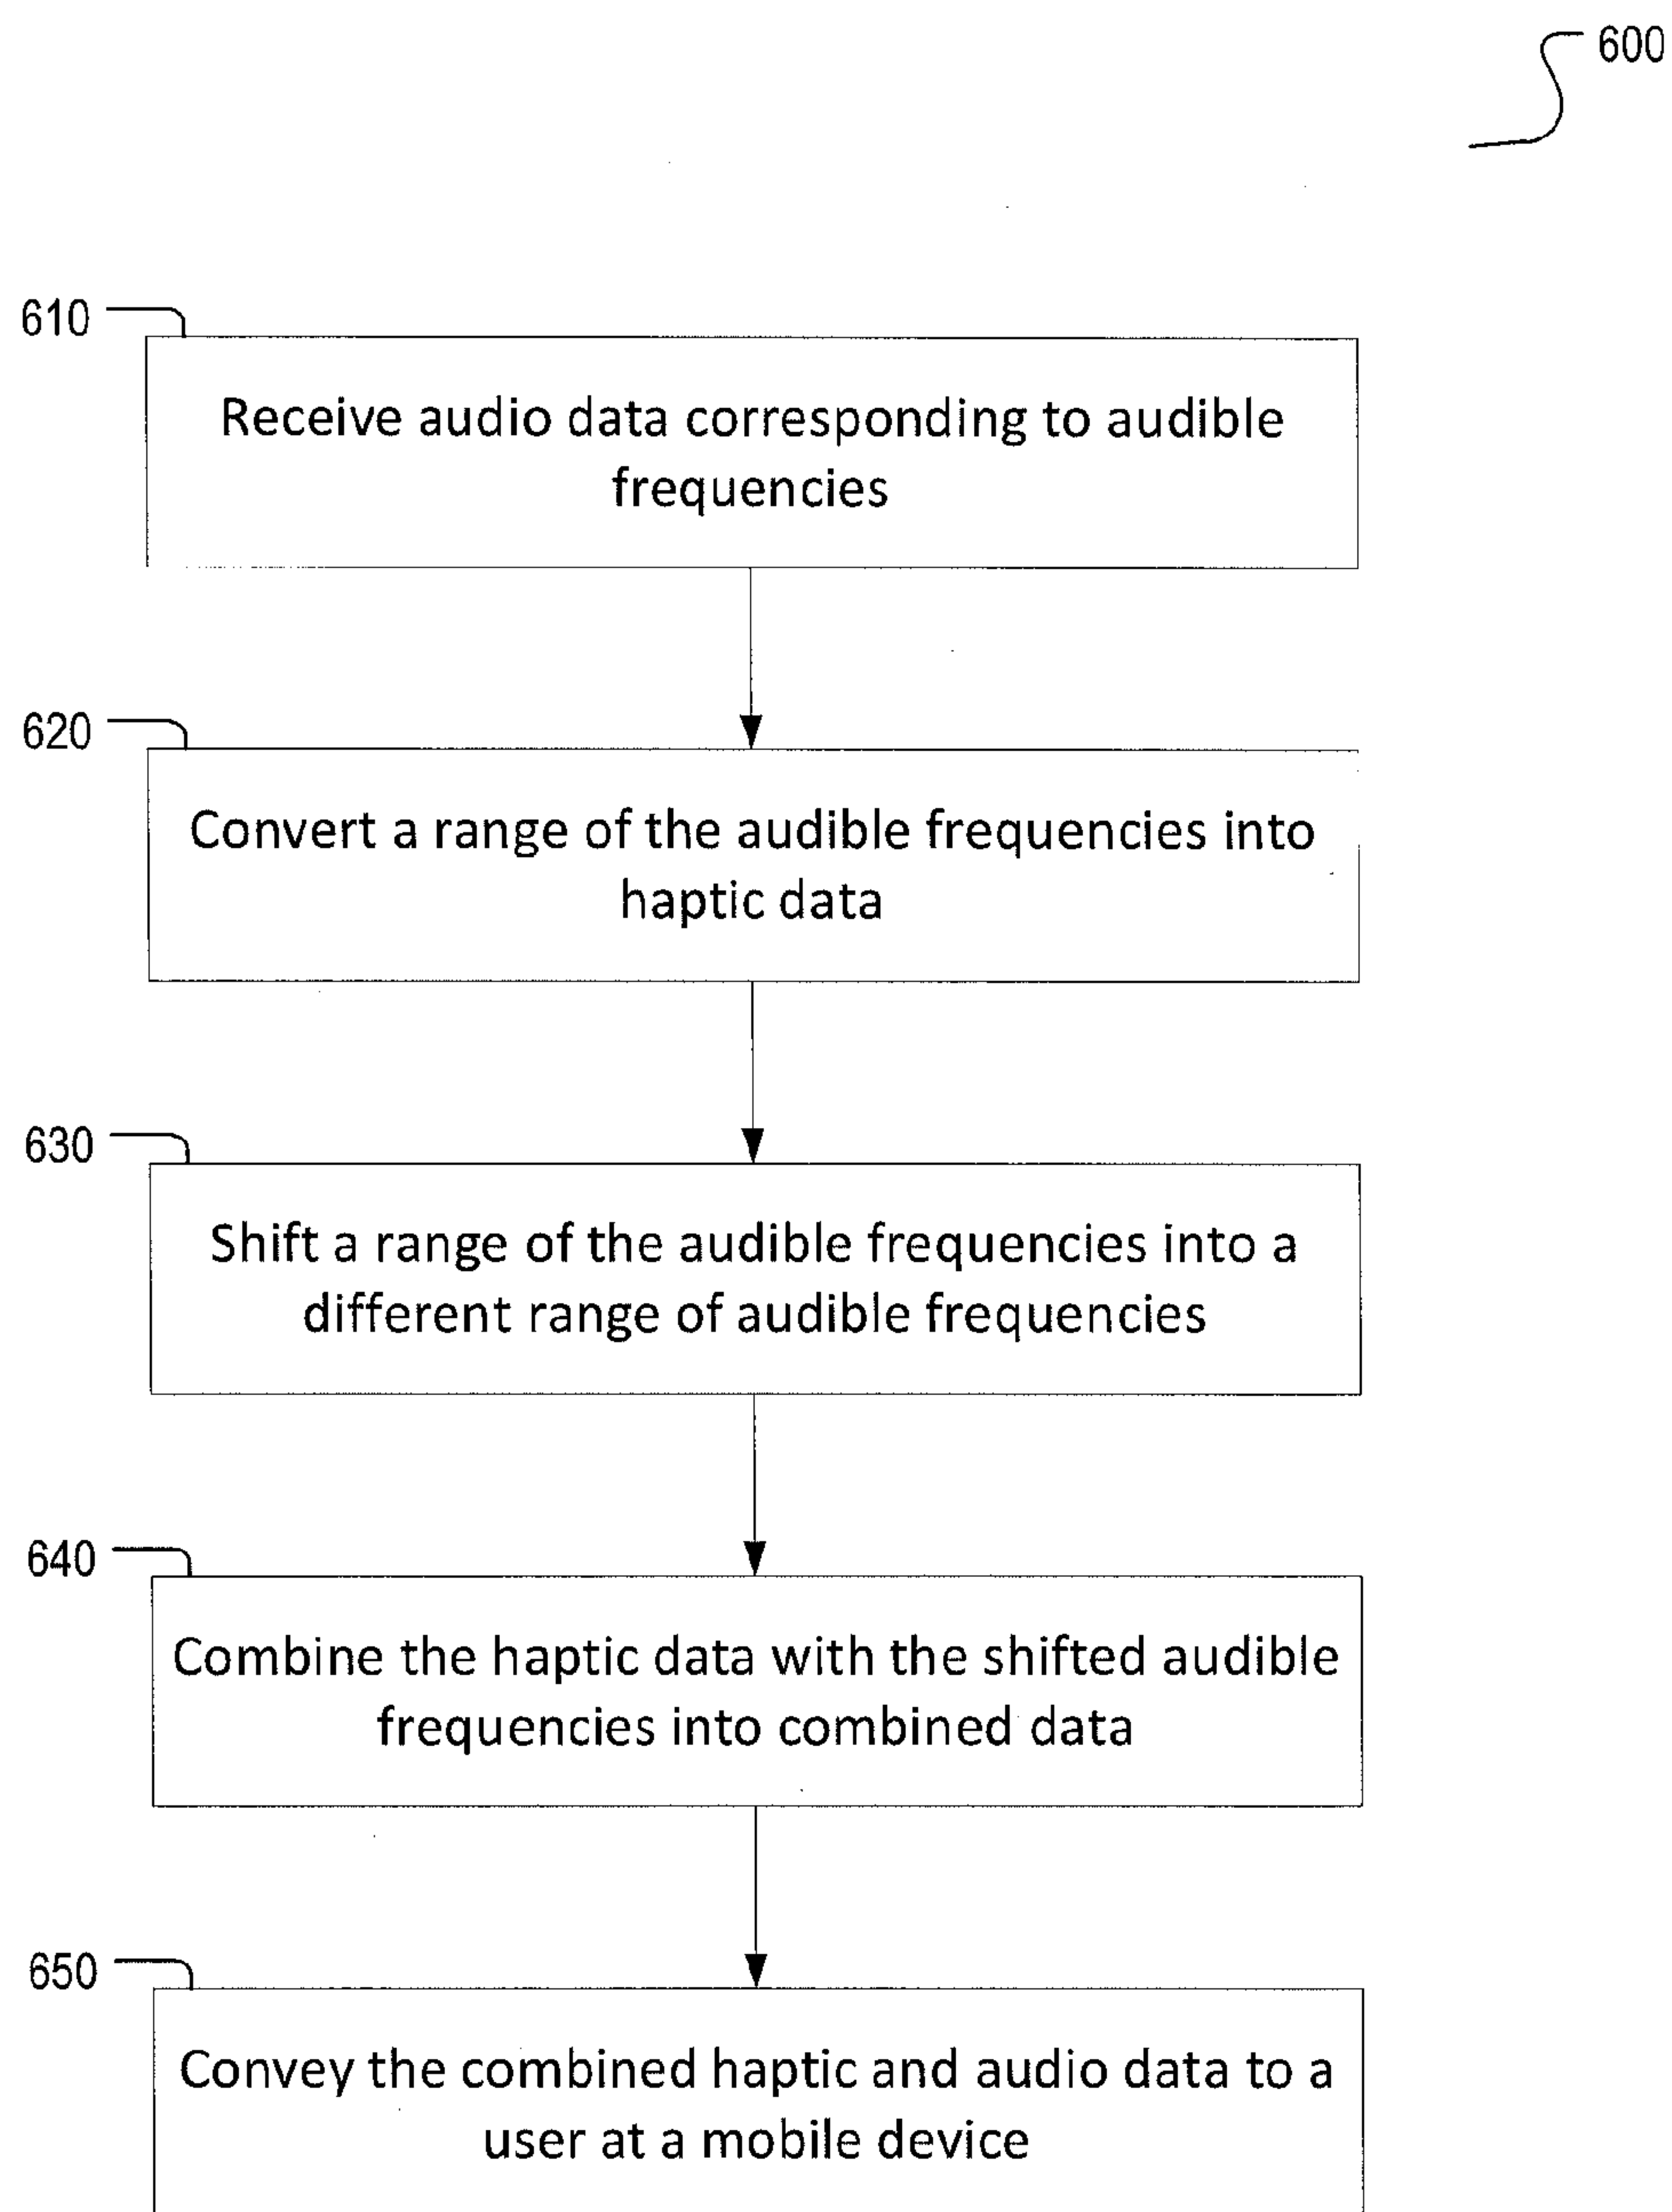 600
610
Receive audio data corresponding to audible
frequencies
620
Convert a range of the audible frequencies into
haptic data
630
Shift a range of the audible frequencies into a
different range of audible frequencies
640
Combine the haptic data with the shifted audible
frequencies into combined data
650
Convey the combined haptic and audio data to a
user at a mobile device